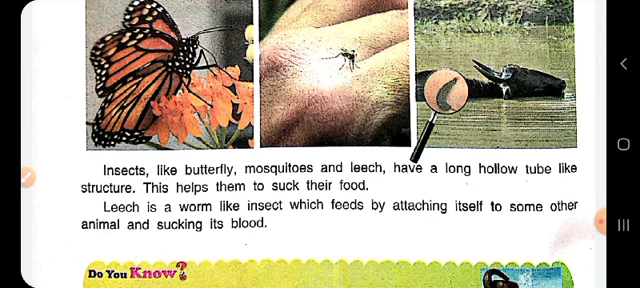 Insects, like butterfly, mosquitoes and leech, have a long hollow tube like
structure. This helps them to suck their food.
Leech is a worm like insect which feeds by attaching itself to some other
animal and sucking its blood.
Do You Know?